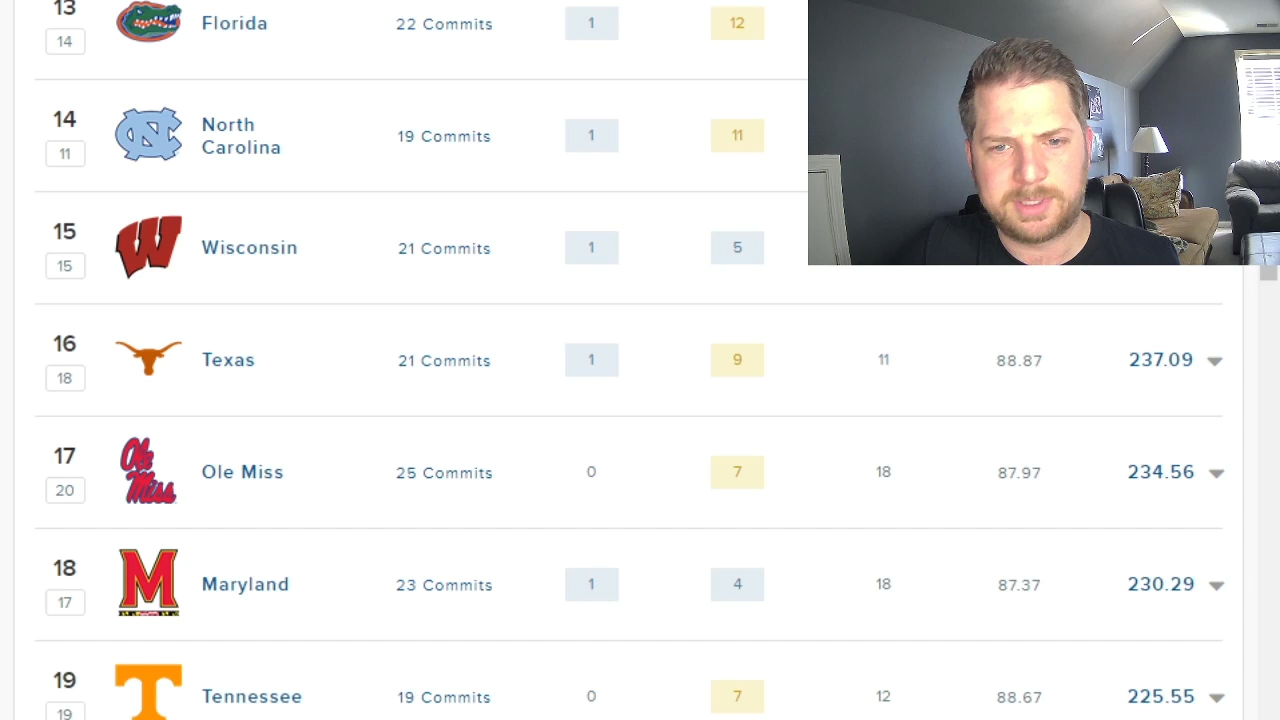 13
14
Florida
22 Commits
1
12
14
11
NC
North
Carolina
19 Commits
1
11
15
15
W
Wisconsin
21 Commits
1
5
16
18
Texas
21 Commits
1
9
11
88.87
237.09
17
20
Ole
Miss
Ole Miss
25 Commits
0
7
18
87.97
234.56
18
17
M
Maryland
23 Commits
1
4
18
87.37
230.29
19
19
T
Tennessee
19 Commits
0
7
12
88.67
225.55